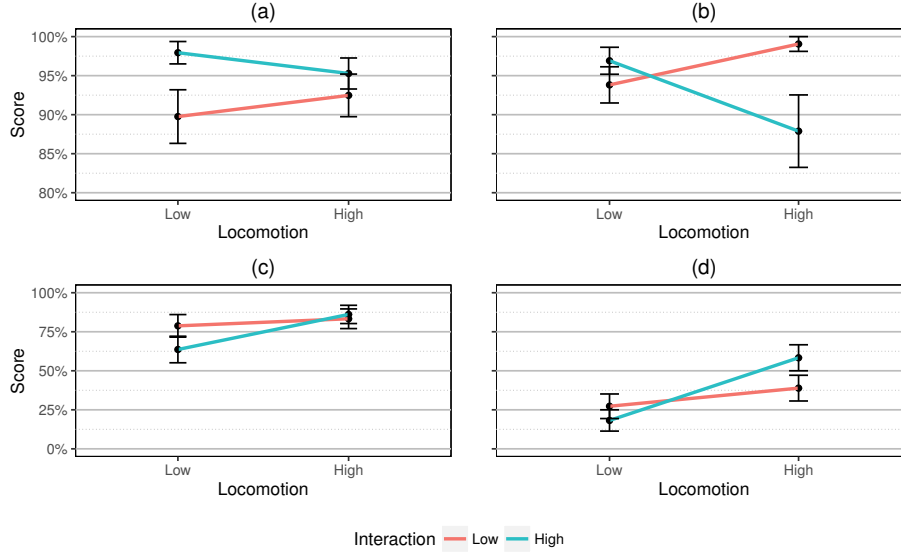 (a)
(b)
100%
95%
90%
85%
80%
Score
Low
High
Locomotion
Low
High
Locomotion
(c)
(d)
100%
75%
50%
25%
0%
Score
Low
High
Locomotion
Low
High
Locomotion
Interaction Low High